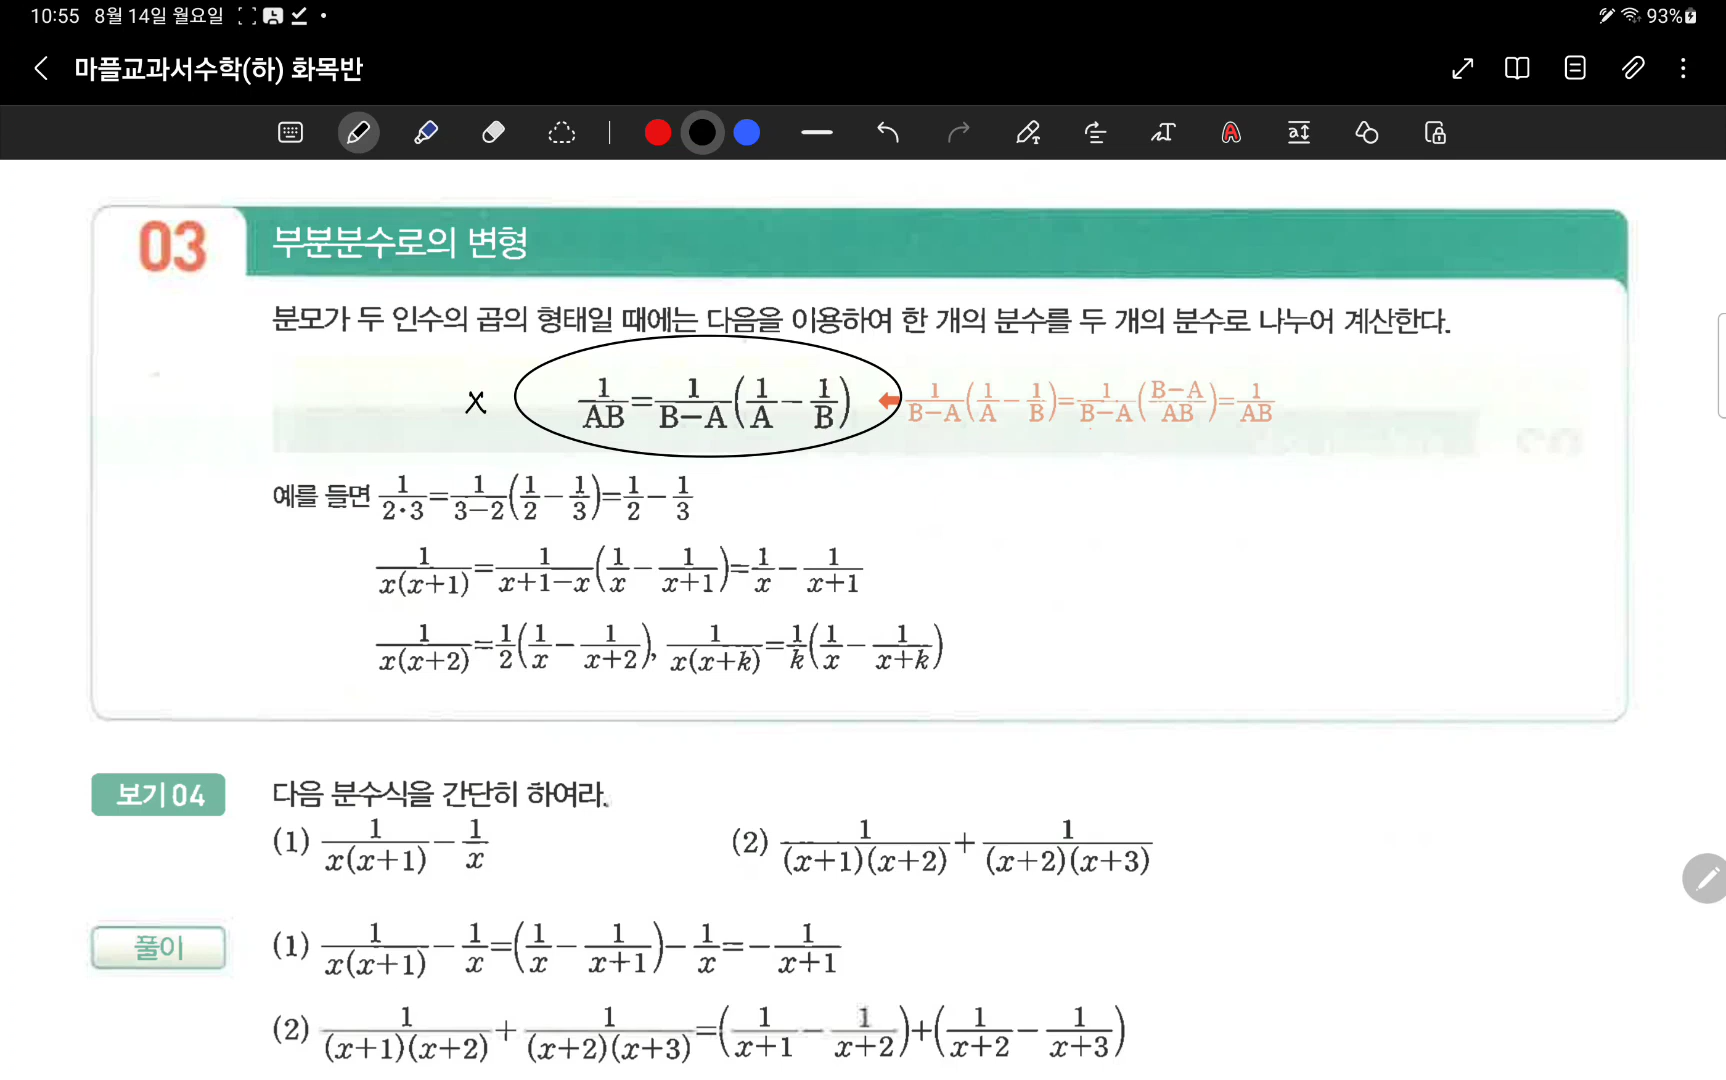 10:55 8월 14일 월요일
93%
마플교과서수학(하) 화목반
03 부분분수로의 변형
분모가 두 인수의 곱의 형태일 때에는 다음을 이용하여 한 개의 분수를 두 개의 분수로 나누어 계산한다.
x 1/AB=1/(B−A)(1/A−1/B) ← 1/(B−A)(1/A−1/B)=1/(B−A)((B−A)/AB)=1/AB
예를 들면 1/(2·3)=1/(3−2)(1/2−1/3)=1/2−1/3
1/(x(x+1))=1/(x+1−x)(1/x−1/(x+1))=1/x−1/(x+1)
1/(x(x+2))=1/2(1/x−1/(x+2)), 1/(x(x+k))=1/k(1/x−1/(x+k))
보기 04 다음 분수식을 간단히 하여라.
(1) 1/(x(x+1))−1/x (2) 1/((x+1)(x+2))+1/((x+2)(x+3))
풀이 (1) 1/(x(x+1))−1/x=(1/x−1/(x+1))−1/x=−1/(x+1)
(2) 1/((x+1)(x+2))+1/((x+2)(x+3))=(1/(x+1)−1/(x+2))+(1/(x+2)−1/(x+3))